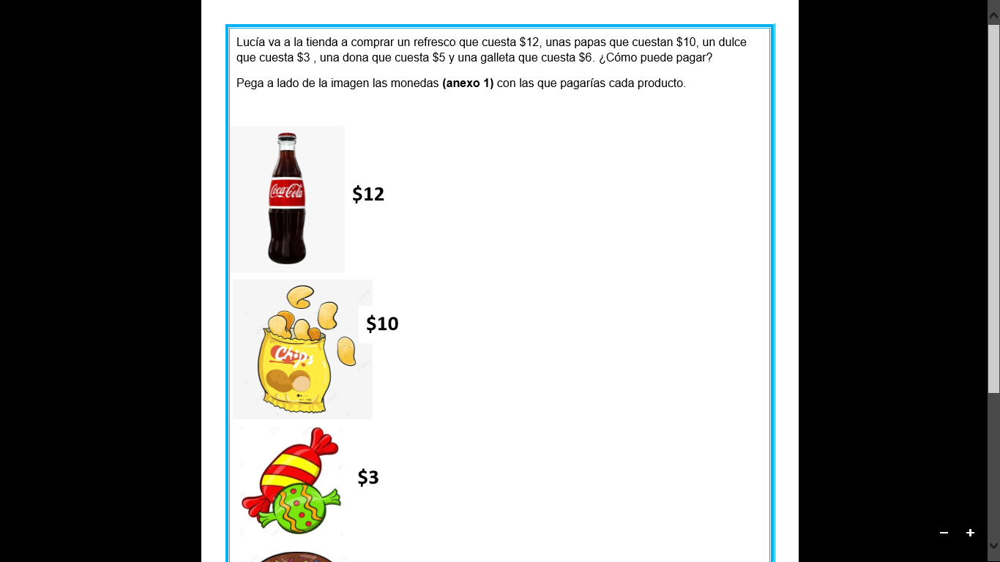 Lucía va a la tienda a comprar un refresco que cuesta $12, unas papas que cuestan $10, un dulce
que cuesta $3 , una dona que cuesta $5 y una galleta que cuesta $6. ¿Cómo puede pagar?
Pega a lado de la imagen las monedas (anexo 1) con las que pagarías cada producto.
Coca-Cola
$12
$10
Chips
$3